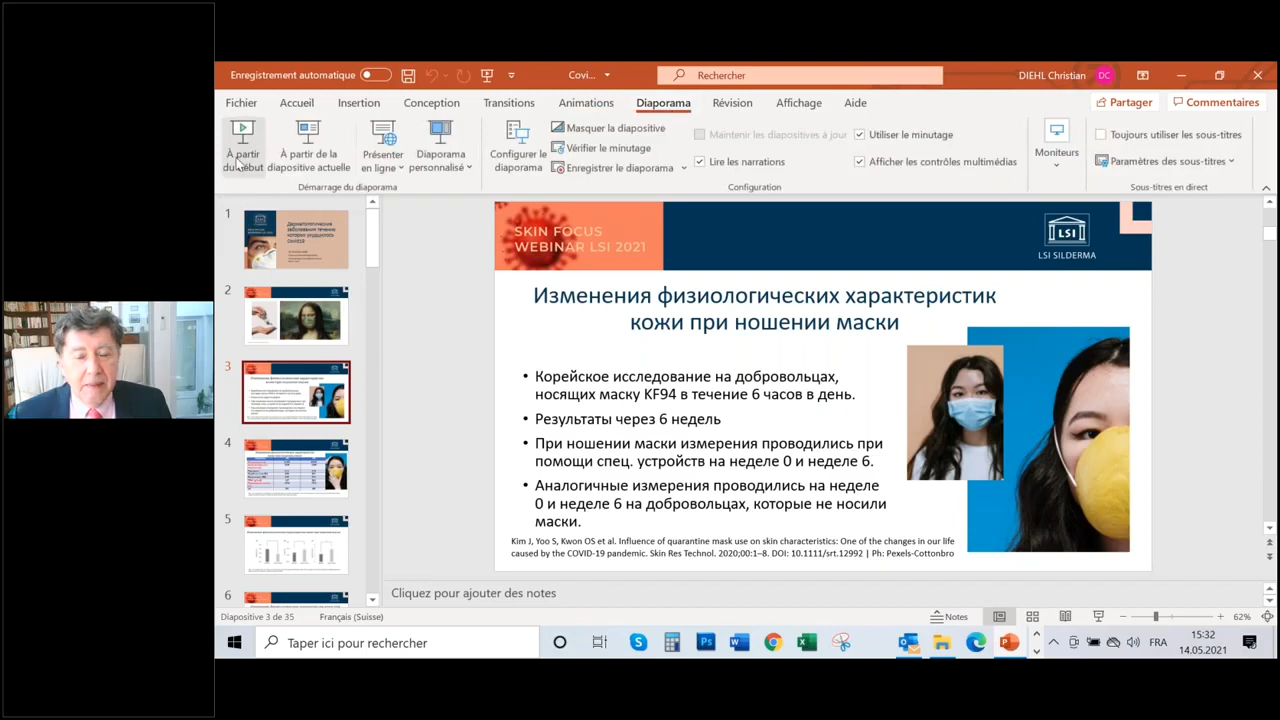 Enregistrement automatique
Covi...
Rechercher
DIEHL Christian
DC
Fichier
Accueil
Insertion
Conception
Transitions
Animations
Diaporama
Révision
Affichage
Aide
Partager
Commentaires
À partir du début
À partir de la diapositive actuelle
Présenter en ligne
Diaporama personnalisé
Configurer le diaporama
Masquer la diapositive
Vérifier le minutage
Enregistrer le diaporama
Maintenir les diapositives à jour
Lire les narrations
Utiliser le minutage
Afficher les contrôles multimédias
Moniteurs
Toujours utiliser les sous-titres
Paramètres des sous-titres
Démarrage du diaporama
Configuration
Sous-titres en direct
1
2
3
4
5
6
SKIN FOCUS
WEBINAR LSI 2021
LSI
LSI SILDERMA
Изменения физиологических характеристик
кожи при ношении маски
• Корейское исследование на добровольцах,
носящих маску KF94 в течение 6 часов в день.
• Результаты через 6 недель
• При ношении маски измерения проводились при
помощи спец. устройств на неделе 0 и неделе 6.
• Аналогичные измерения проводились на неделе
0 и неделе 6 на добровольцах, которые не носили
маски.
Kim J, Yoo S, Kwon OS et al. Influence of quarantine mask use on skin characteristics: One of the changes in our life
caused by the COVID-19 pandemic. Skin Res Technol. 2020;00:1–8. DOI: 10.1111/srt.12992 | Ph: Pexels-Cottonbro
Cliquez pour ajouter des notes
Diapositive 3 de 35
Français (Suisse)
Notes
62%
Taper ici pour rechercher
FRA
15:32
14.05.2021